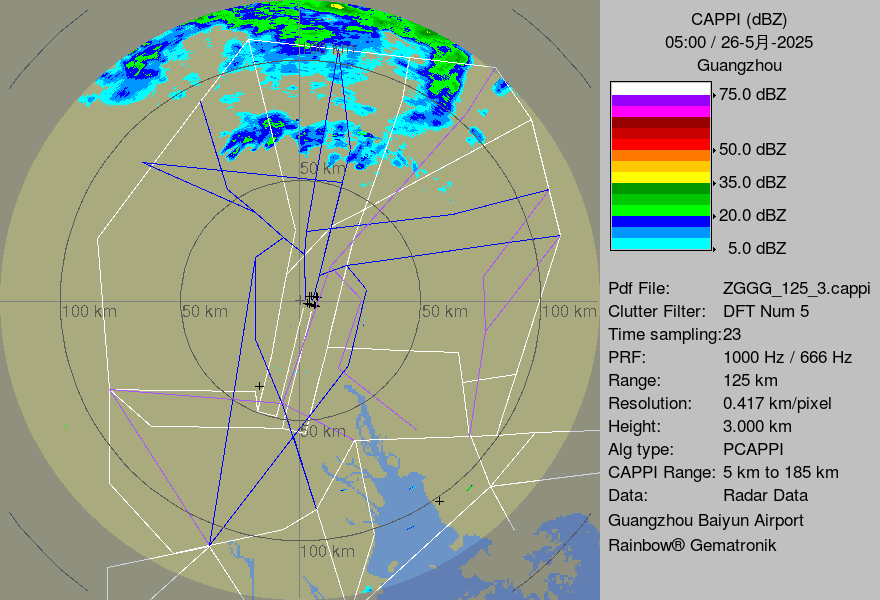 CAPPI (dBZ)
05:00 / 26-5月-2025
Guangzhou
75.0 dBZ
50.0 dBZ
35.0 dBZ
20.0 dBZ
5.0 dBZ
Pdf File: ZGGG_125_3.cappi
Clutter Filter: DFT Num 5
Time sampling:23
PRF: 1000 Hz / 666 Hz
Range: 125 km
Resolution: 0.417 km/pixel
Height: 3.000 km
Alg type: PCAPPI
CAPPI Range: 5 km to 185 km
Data: Radar Data
Guangzhou Baiyun Airport
Rainbow® Gematronik
50 km
100 km
50 km
50 km
100 km
50 km
100 km